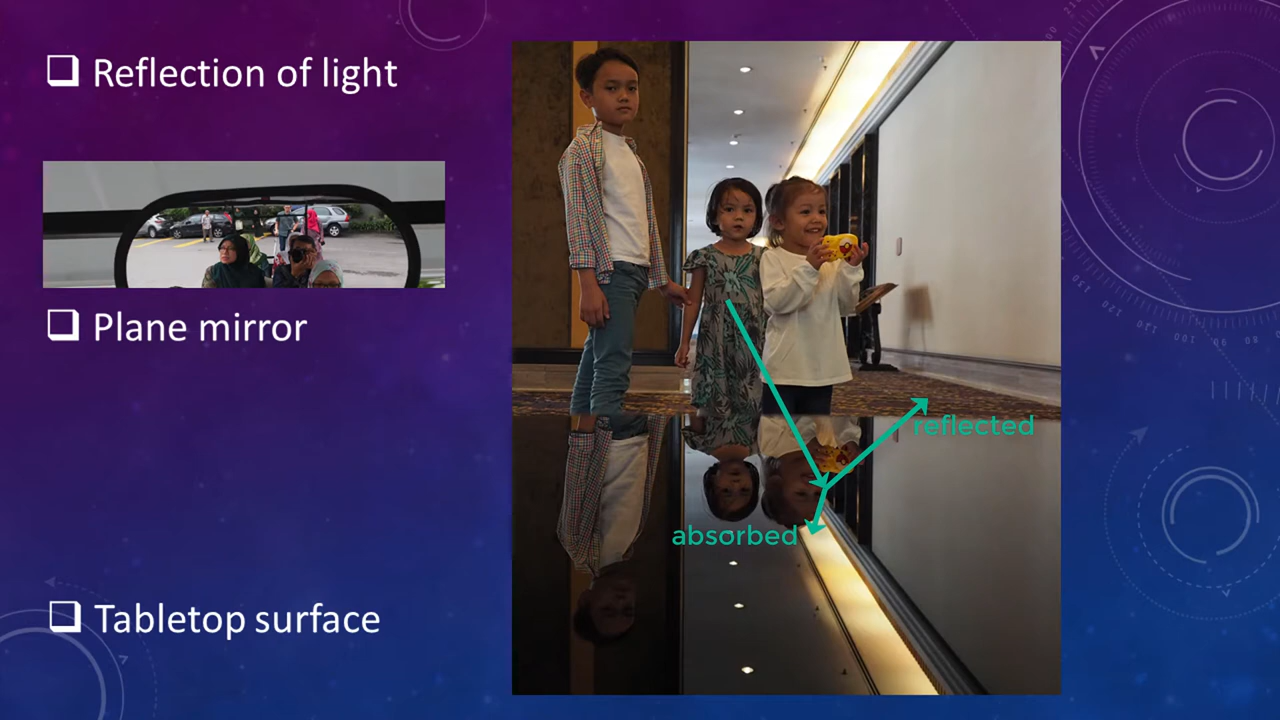 Reflection of light
Plane mirror
Tabletop surface
reflected
absorbed